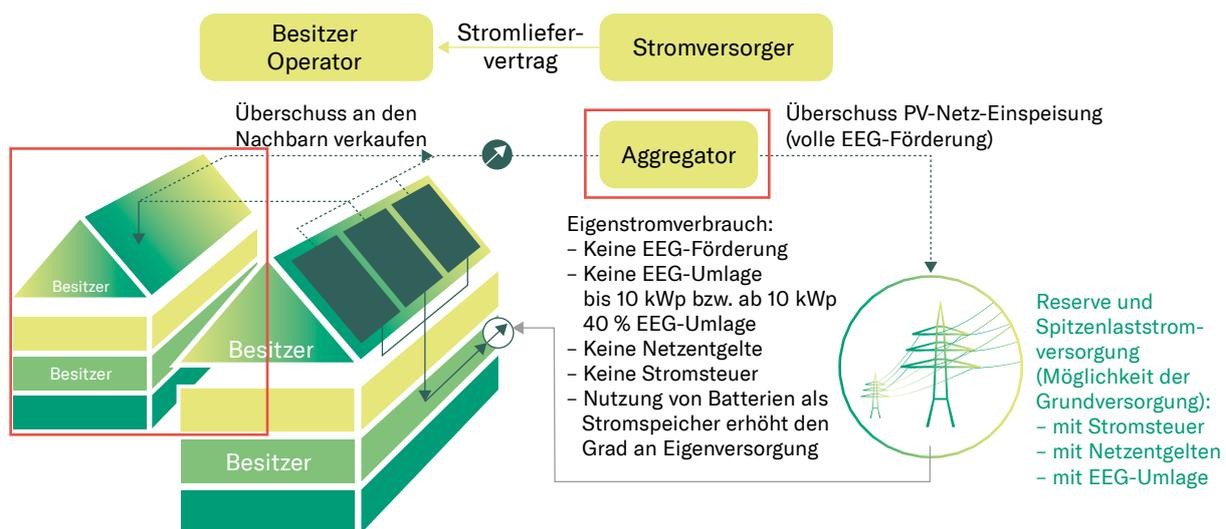 Besitzer
Operator
Stromliefer-
vertrag
Stromversorger
Überschuss an den
Nachbarn verkaufen
Aggregator
Überschuss PV-Netz-Einspeisung
(volle EEG-Förderung)
Eigenstromverbrauch:
– Keine EEG-Förderung
– Keine EEG-Umlage
bis 10 kWp bzw. ab 10 kWp
40 % EEG-Umlage
– Keine Netzentgelte
– Keine Stromsteuer
– Nutzung von Batterien als
Stromspeicher erhöht den
Grad an Eigenversorgung
Besitzer
Besitzer
Besitzer
Besitzer
Reserve und
Spitzenlaststrom-
versorgung
(Möglichkeit der
Grundversorgung):
– mit Stromsteuer
– mit Netzentgelten
– mit EEG-Umlage